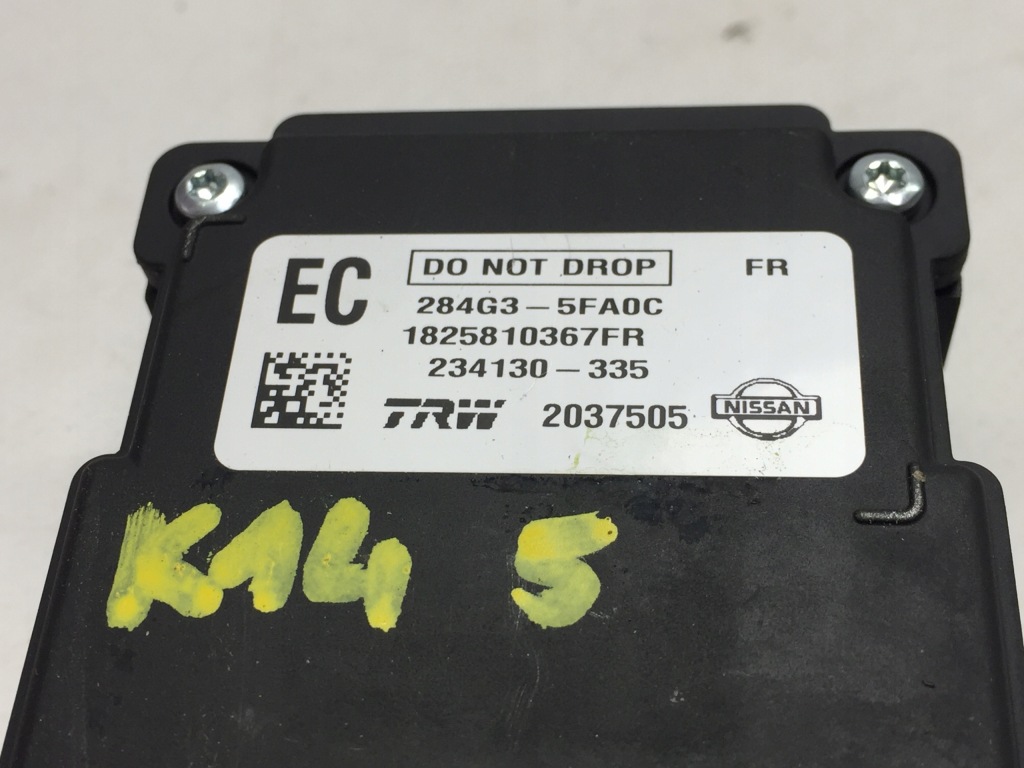 EC
DO NOT DROP
FR
284G3-5FA0C
1825810367FR
234130-335
TRW 2037505 NISSAN
K14 5